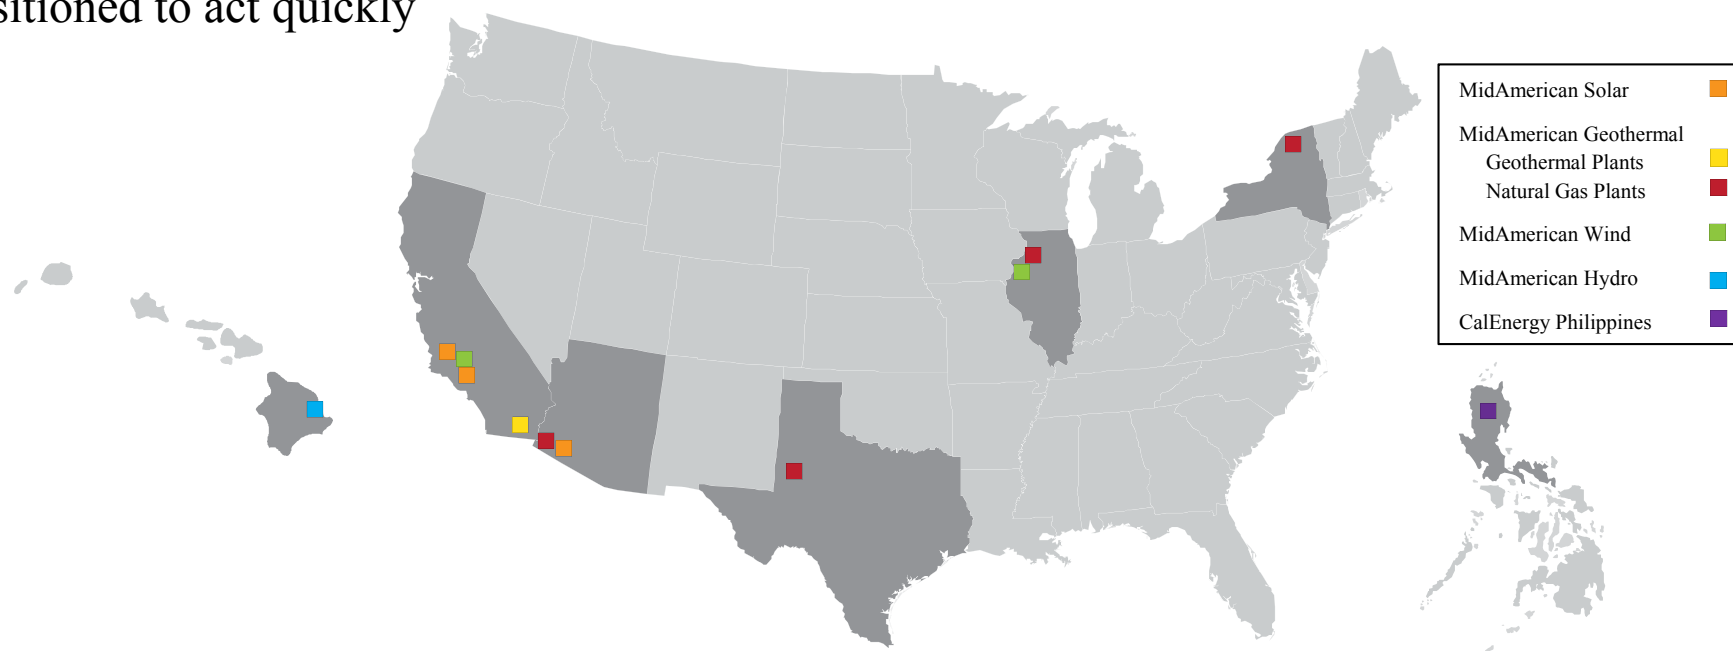 sitioned to act quickly
MidAmerican Solar
MidAmerican Geothermal
Geothermal Plants
Natural Gas Plants
MidAmerican Wind
MidAmerican Hydro
CalEnergy Philippines